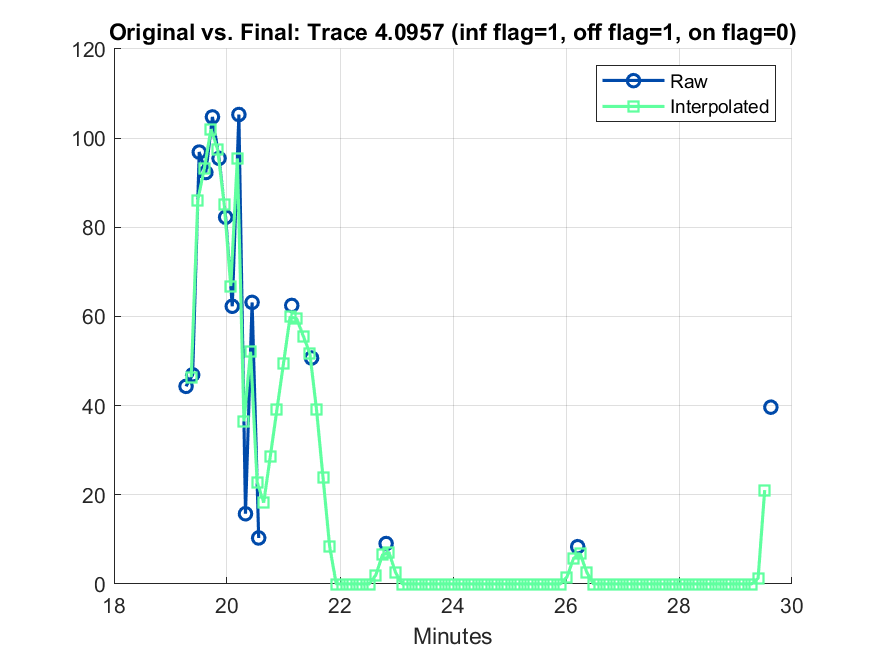 Original vs. Final: Trace 4.0957 (inf flag=1, off flag=1, on flag=0)
120
100
80
60
40
20
0
Raw
Interpolated
18 20 22 24 26 28 30
Minutes